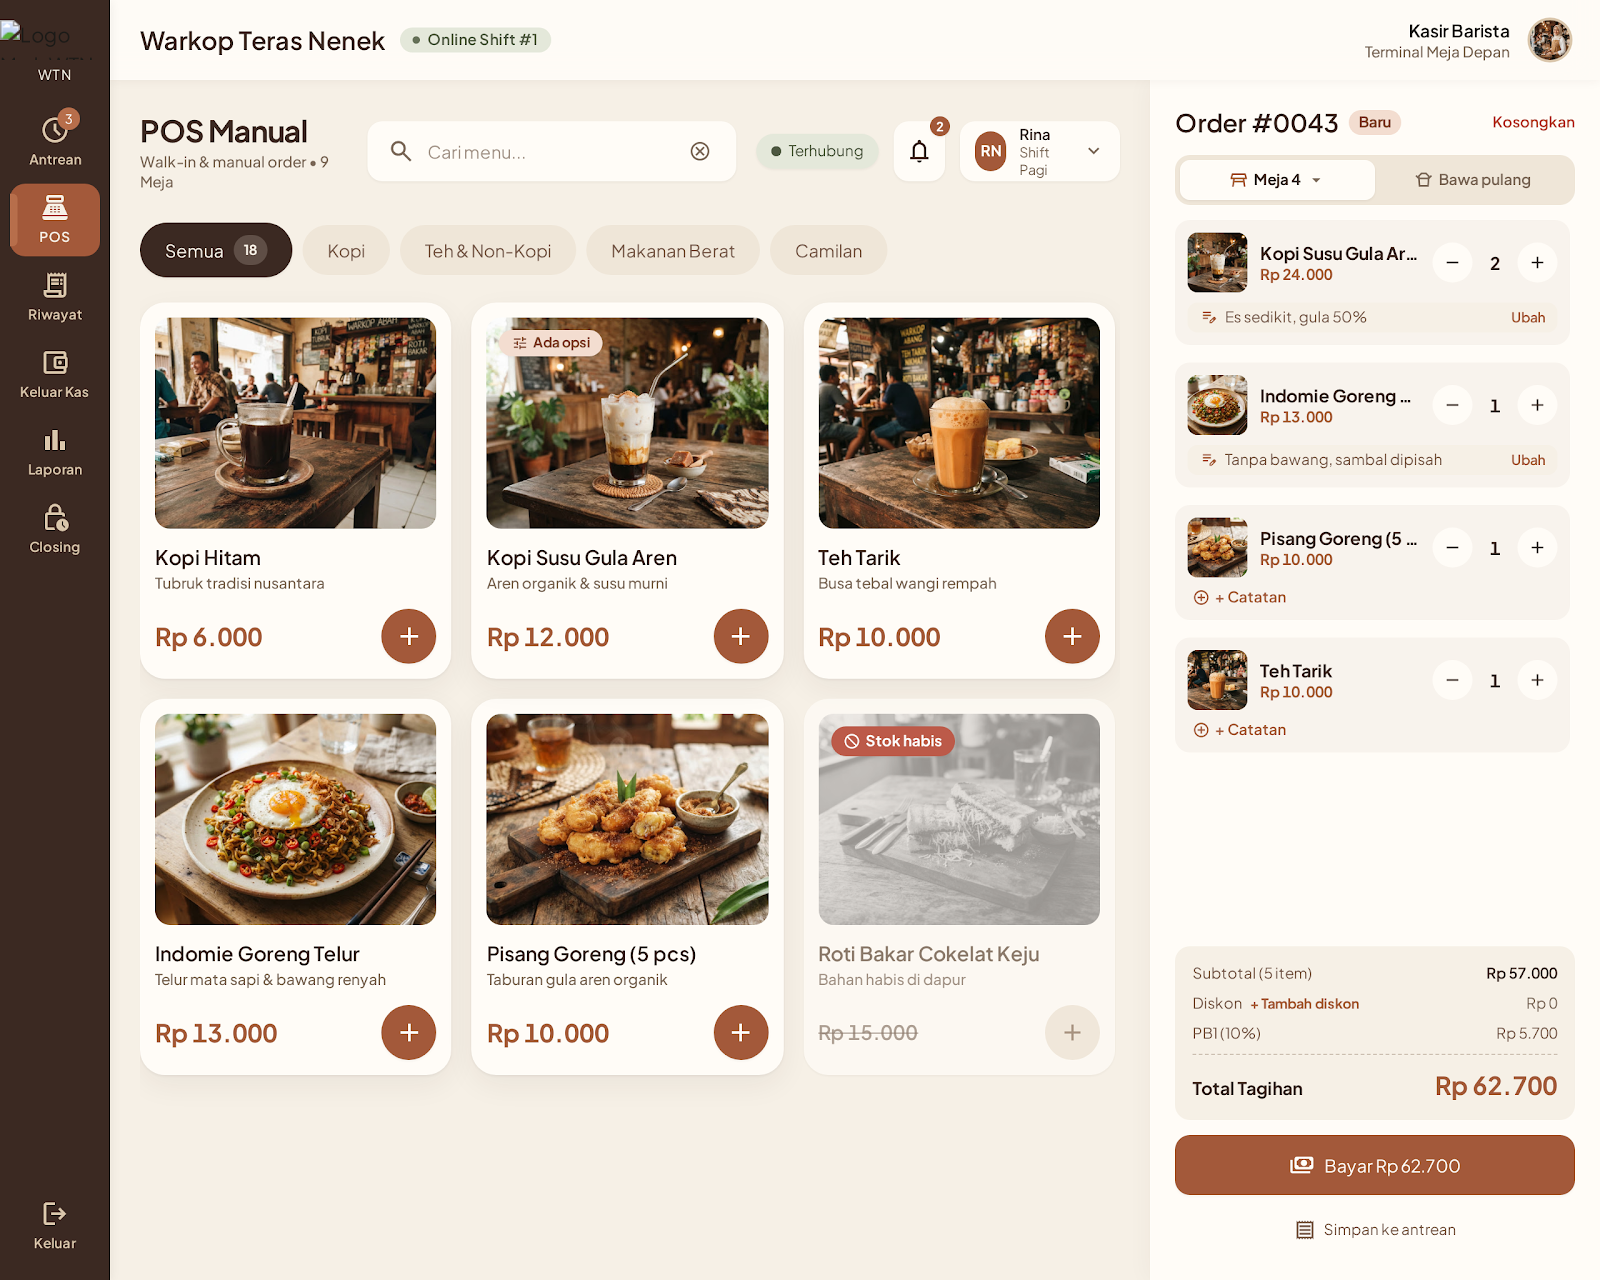 Logo
WTN
3
Antrean
POS
Riwayat
Keluar Kas
Laporan
Closing
Keluar
Warkop Teras Nenek
Online Shift #1
Kasir Barista
Terminal Meja Depan
POS Manual
Walk-in & manual order • 9
Meja
Cari menu...
Terhubung
2
RN
Rina
Shift
Pagi
Semua 18
Kopi
Teh & Non-Kopi
Makanan Berat
Camilan
Kopi Hitam
Tubruk tradisi nusantara
Rp 6.000
Ada opsi
Kopi Susu Gula Aren
Aren organik & susu murni
Rp 12.000
Teh Tarik
Busa tebal wangi rempah
Rp 10.000
Indomie Goreng Telur
Telur mata sapi & bawang renyah
Rp 13.000
Pisang Goreng (5 pcs)
Taburan gula aren organik
Rp 10.000
Stok habis
Roti Bakar Cokelat Keju
Bahan habis di dapur
Rp 15.000
Order #0043
Baru
Kosongkan
Meja 4
Bawa pulang
Kopi Susu Gula Ar...
Rp 24.000
2
Es sedikit, gula 50%
Ubah
Indomie Goreng ...
Rp 13.000
1
Tanpa bawang, sambal dipisah
Ubah
Pisang Goreng (5 ...
Rp 10.000
1
+ Catatan
Teh Tarik
Rp 10.000
1
+ Catatan
Subtotal (5 item) Rp 57.000
Diskon + Tambah diskon Rp 0
PB1 (10%) Rp 5.700
Total Tagihan Rp 62.700
Bayar Rp 62.700
Simpan ke antrean